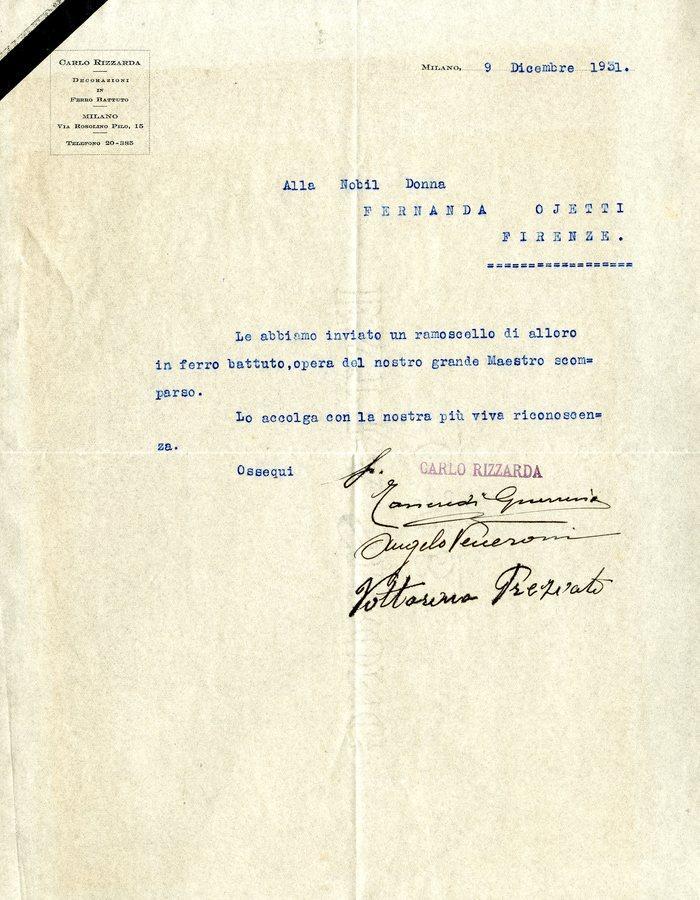 CARLO RIZZARDA
DECORAZIONI
IN
FERRO BATTUTO
MILANO
VIA ROSOLINO PILO, 15
TELEFONO 20-385
MILANO, 9 Dicembre 1931.
Alla Nobil Donna
FERNANDA OJETTI
FIRENZE.
Le abbiamo inviato un ramoscello di alloro
in ferro battuto,opera del nostro grande Maestro scom=
parso.
Lo accolga con la nostra più viva riconoscen=
za.
Ossequi
p. CARLO RIZZARDA
Angelo Veneroni